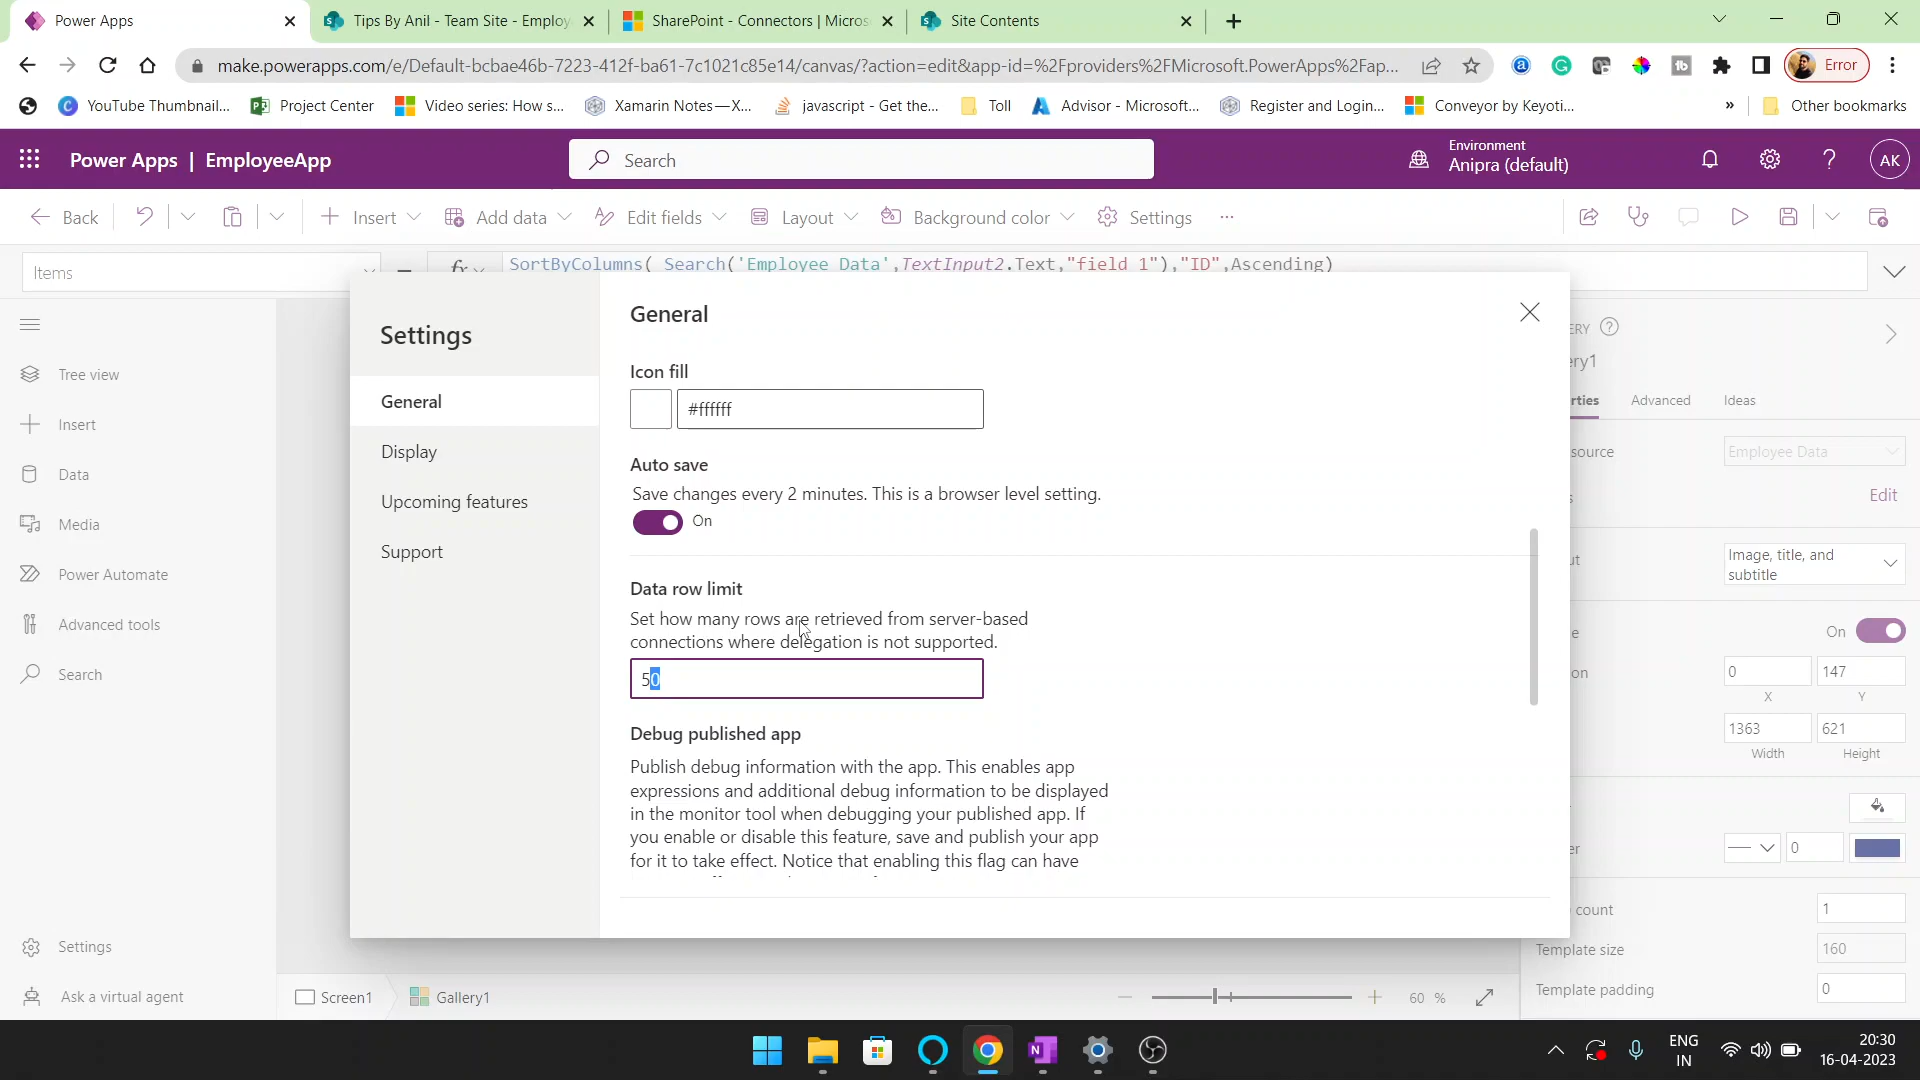 Power Apps
Tips By Anil - Team Site - Employ
SharePoint - Connectors | Micros
Site Contents
make.powerapps.com/e/Default-bcbae46b-7223-412f-ba61-7c1021c85e14/canvas/?action=edit&app-id=%2Fproviders%2FMicrosoft.PowerApps%2Fap...
Error
YouTube Thumbnail...
Project Center
Video series: How s...
Xamarin Notes—X...
javascript - Get the...
Toll
Advisor - Microsoft...
Register and Login...
Conveyor by Keyoti...
»
Other bookmarks
Power Apps | EmployeeApp
Search
Environment
Anipra (default)
AK
Back
Insert
Add data
Edit fields
Layout
Background color
Settings
...
Items
=
fx
SortByColumns( Search('Employee Data',TextInput2.Text,"field_1"),"ID",Ascending)
Tree view
Insert
Data
Media
Power Automate
Advanced tools
Search
Settings
Ask a virtual agent
Settings
General
Display
Upcoming features
Support
General
Icon fill
#ffffff
Auto save
Save changes every 2 minutes. This is a browser level setting.
On
Data row limit
Set how many rows are retrieved from server-based
connections where delegation is not supported.
50
Debug published app
Publish debug information with the app. This enables app
expressions and additional debug information to be displayed
in the monitor tool when debugging your published app. If
you enable or disable this feature, save and publish your app
for it to take effect. Notice that enabling this flag can have
ERY
ery1
rties
Advanced
Ideas
source
Employee Data
s
Edit
ut
Image, title, and
subtitle
e
On
on
0
147
X
Y
1363
621
Width
Height
r
er
0
count
1
Template size
160
Template padding
0
Screen1
Gallery1
60 %
ENG
IN
20:30
16-04-2023